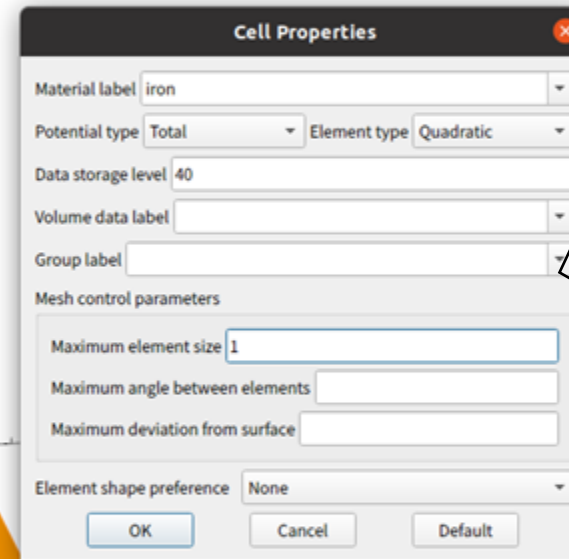 Cell Properties
Material label iron
Potential type Total Element type Quadratic
Data storage level 40
Volume data label
Group label
Mesh control parameters
Maximum element size 1
Maximum angle between elements
Maximum deviation from surface
Element shape preference None
OK Cancel Default